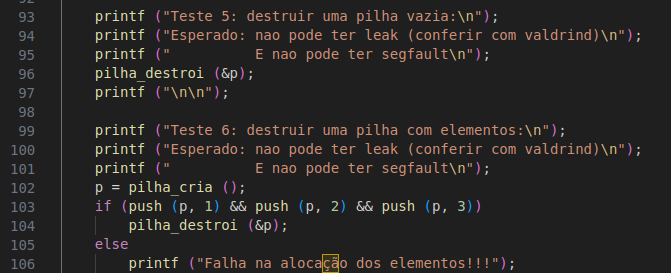 92
93 printf ("Teste 5: destruir uma pilha vazia:\n");
94 printf ("Esperado: nao pode ter leak (conferir com valdrind)\n");
95 printf ("          E nao pode ter segfault\n");
96 pilha_destroi (&p);
97 printf ("\n\n");
98
99 printf ("Teste 6: destruir uma pilha com elementos:\n");
100 printf ("Esperado: nao pode ter leak (conferir com valdrind)\n");
101 printf ("          E nao pode ter segfault\n");
102 p = pilha_cria ();
103 if (push (p, 1) && push (p, 2) && push (p, 3))
104     pilha_destroi (&p);
105 else
106     printf ("Falha na alocação dos elementos!!!");